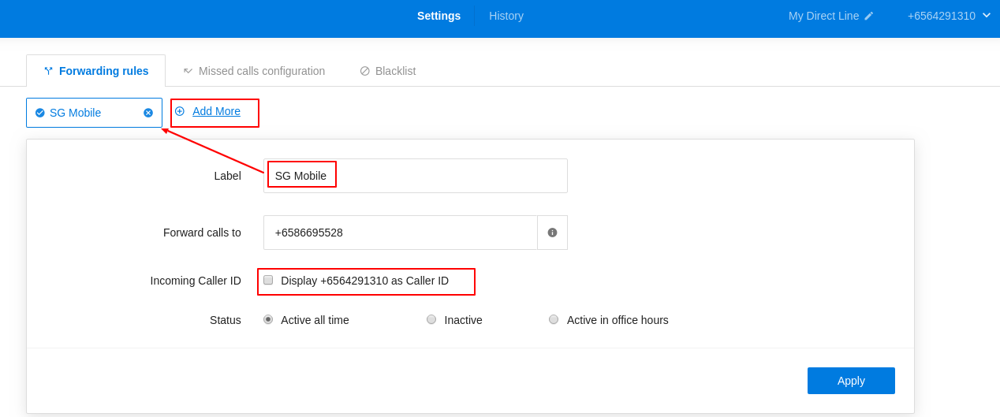 Settings History My Direct Line +6564291310
Forwarding rules Missed calls configuration Blacklist
SG Mobile Add More
Label SG Mobile
Forward calls to +6586695528
Incoming Caller ID Display +6564291310 as Caller ID
Status Active all time Inactive Active in office hours
Apply